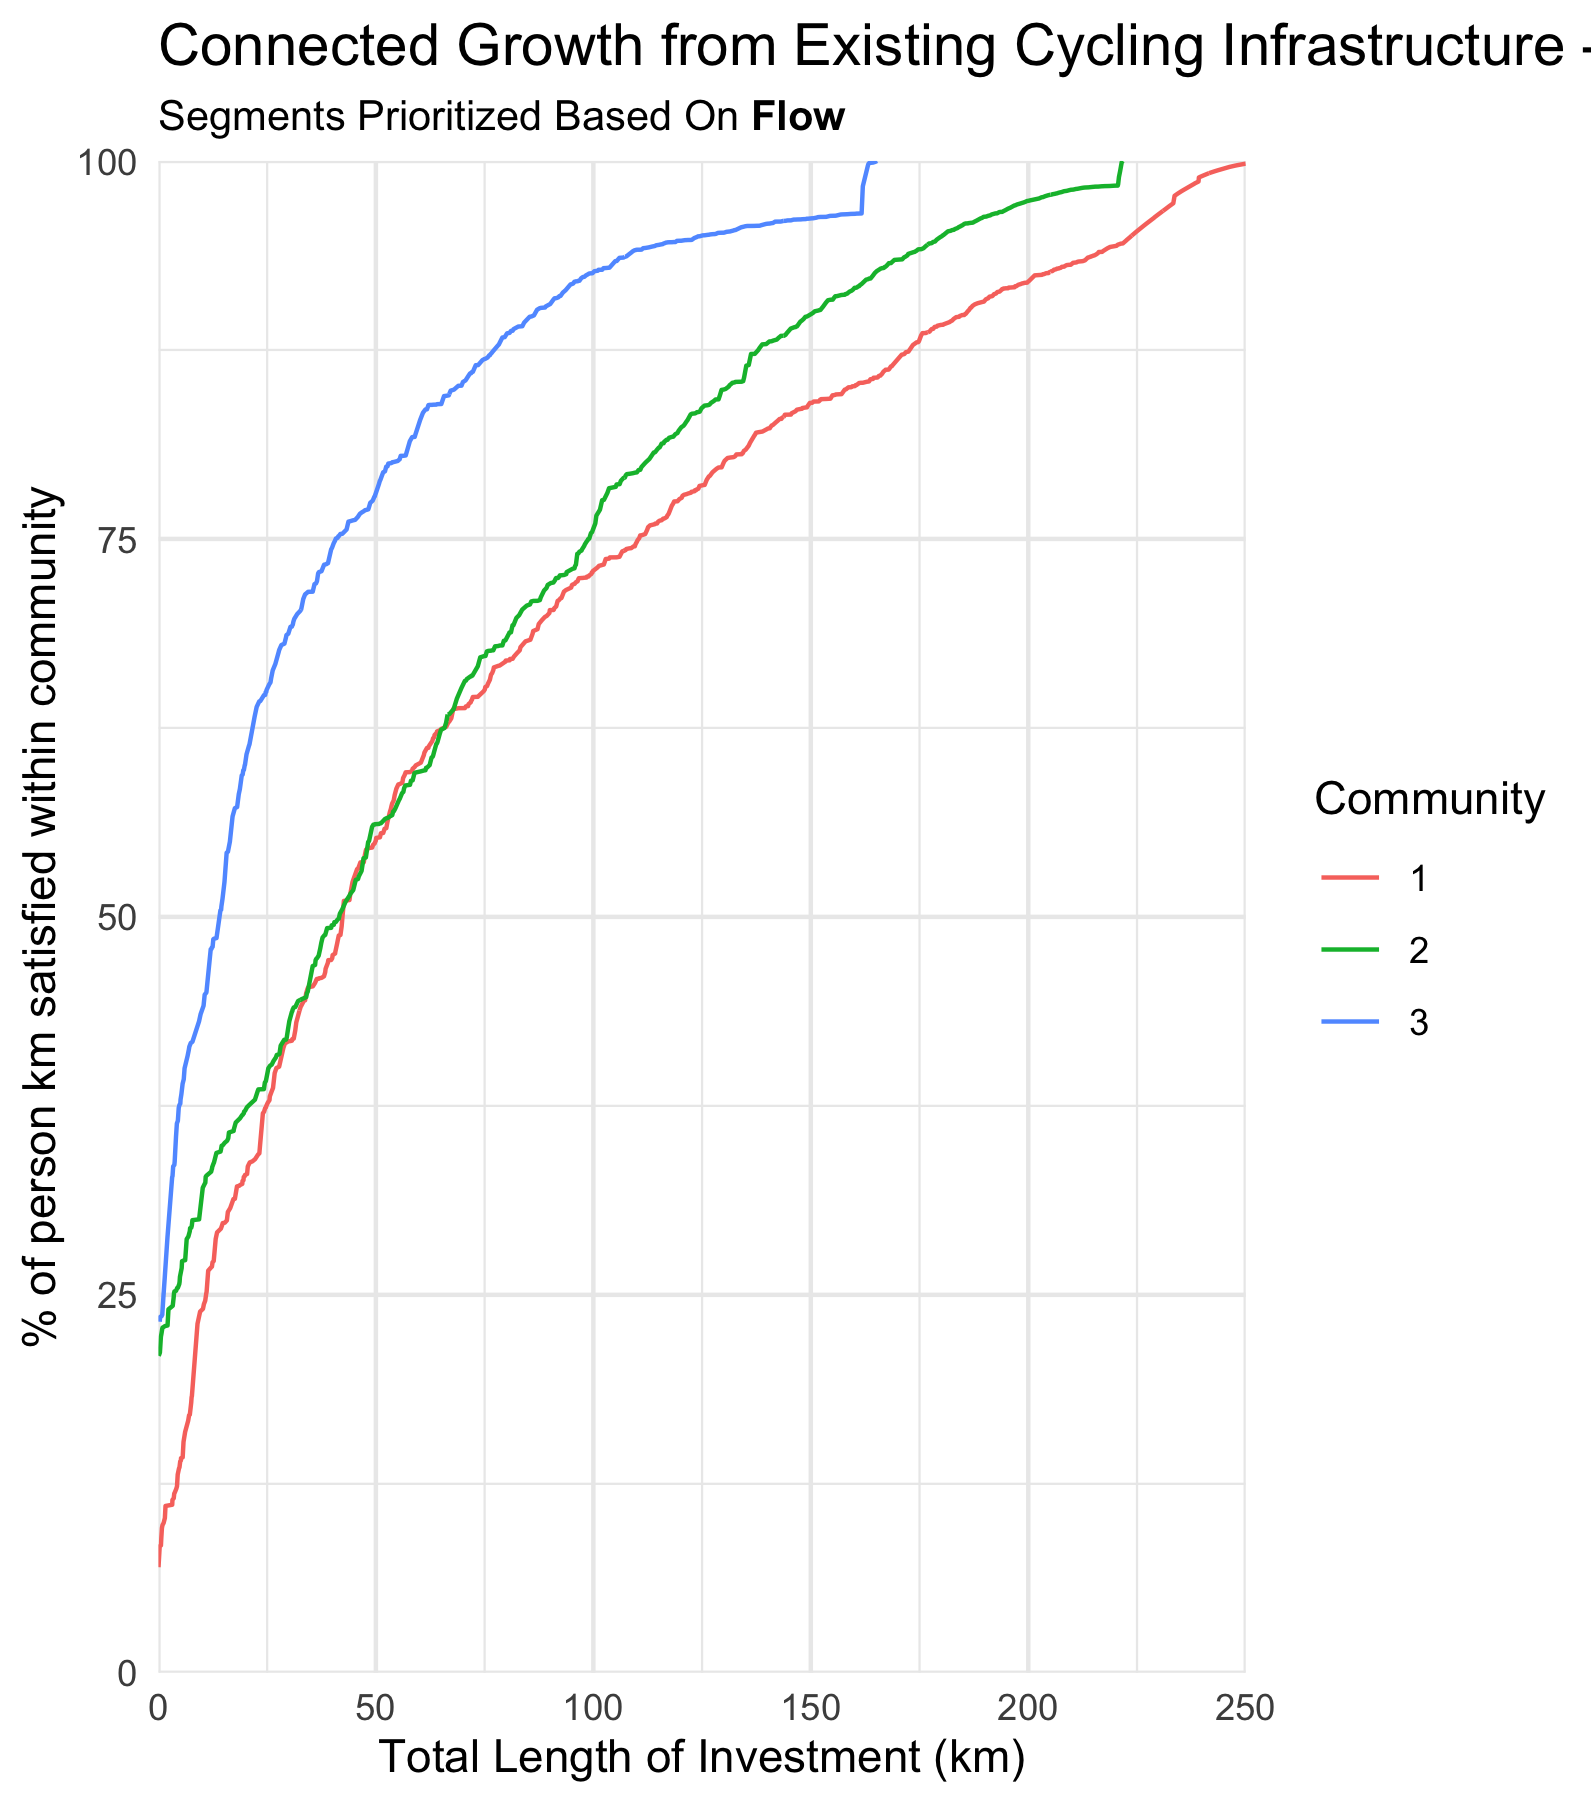 Connected Growth from Existing Cycling Infrastructure -
Segments Prioritized Based On Flow
% of person km satisfied within community
100
75
50
25
0
0 50 100 150 200 250
Total Length of Investment (km)
Community
1
2
3